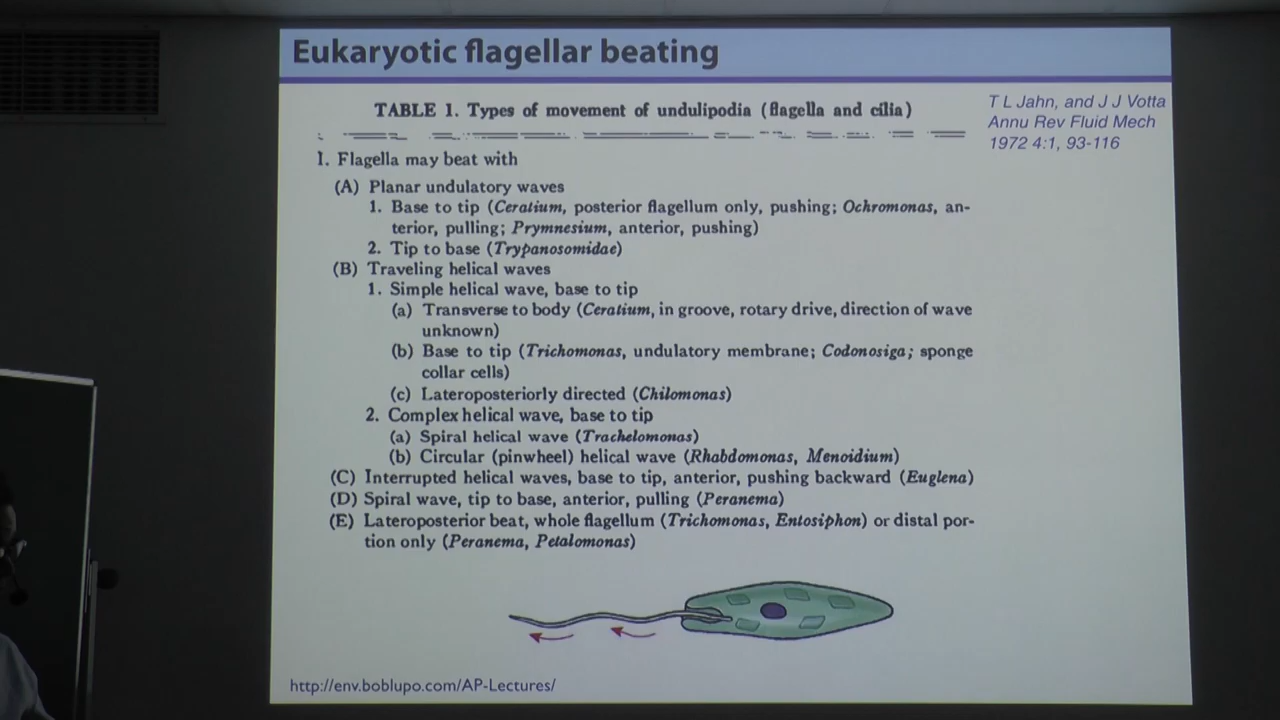 Eukaryotic flagellar beating
TABLE 1. Types of movement of undulipodia (flagella and cilia)
T L Jahn, and J J Votta
Annu Rev Fluid Mech
1972 4:1, 93-116
1. Flagella may beat with
(A) Planar undulatory waves
1. Base to tip (Ceratium, posterior flagellum only, pushing; Ochromonas, an-
terior, pulling; Prymnesium, anterior, pushing)
2. Tip to base (Trypanosomidae)
(B) Traveling helical waves
1. Simple helical wave, base to tip
(a) Transverse to body (Ceratium, in groove, rotary drive, direction of wave
unknown)
(b) Base to tip (Trichomonas, undulatory membrane; Codonosiga; sponge
collar cells)
(c) Lateroposteriorly directed (Chilomonas)
2. Complex helical wave, base to tip
(a) Spiral helical wave (Trachelomonas)
(b) Circular (pinwheel) helical wave (Rhabdomonas, Menoidium)
(C) Interrupted helical waves, base to tip, anterior, pushing backward (Euglena)
(D) Spiral wave, tip to base, anterior, pulling (Peranema)
(E) Lateroposterior beat, whole flagellum (Trichomonas, Entosiphon) or distal por-
tion only (Peranema, Petalomonas)
http://env.boblupo.com/AP-Lectures/